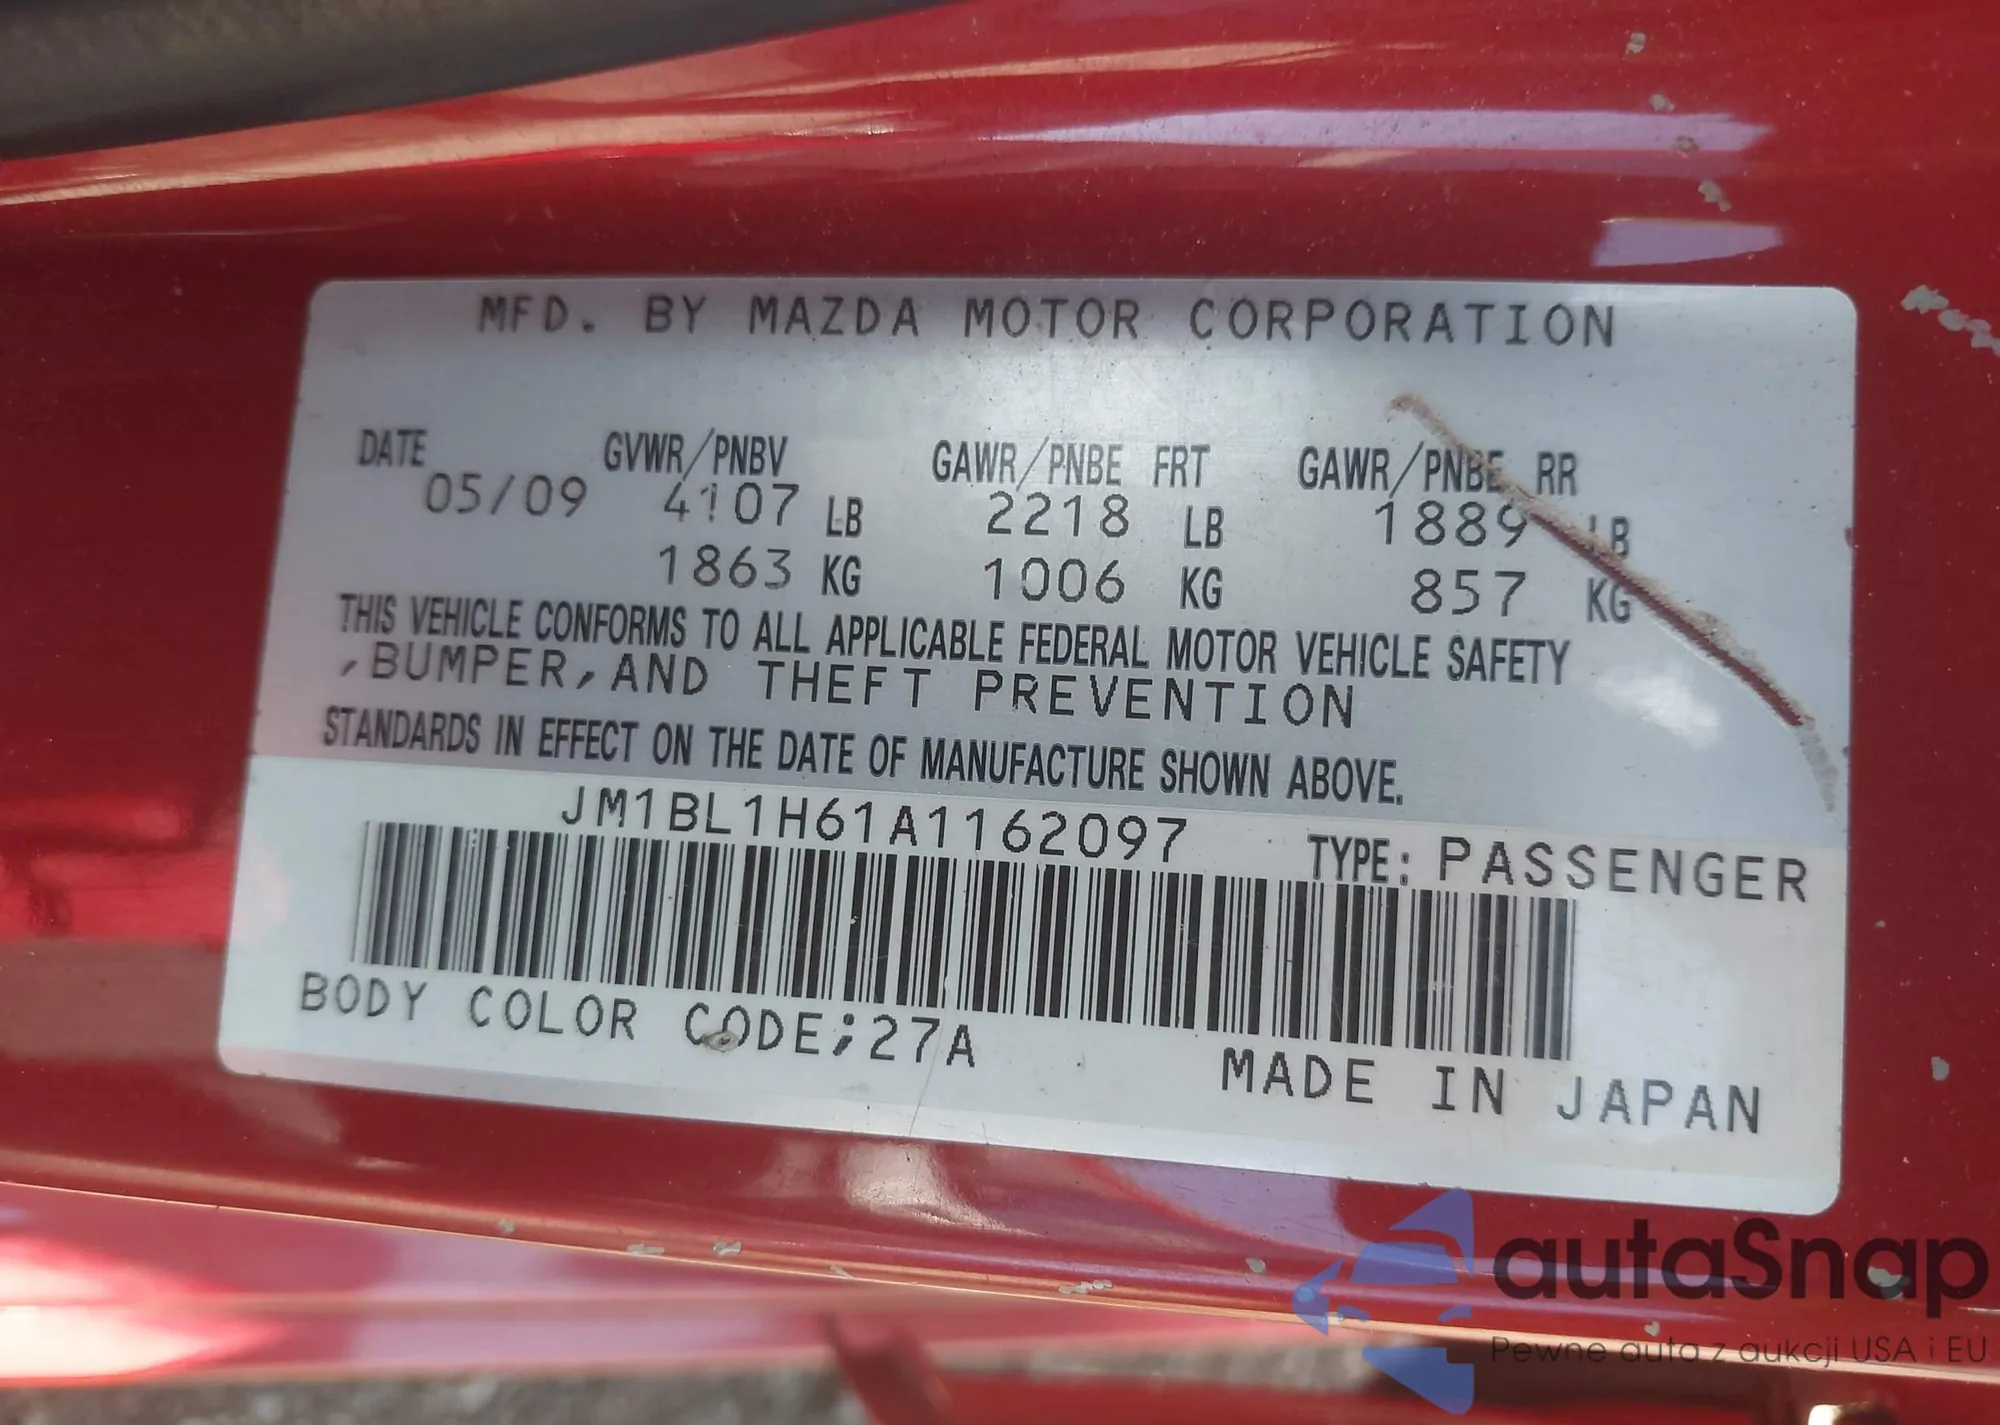 MFD. BY MAZDA MOTOR CORPORATION
DATE GVWR/PNBV GAWR/PNBE FRT GAWR/PNBE RR
05/09 4107 LB 2218 LB 1889 LB
1863 KG 1006 KG 857 KG
THIS VEHICLE CONFORMS TO ALL APPLICABLE FEDERAL MOTOR VEHICLE SAFETY
,BUMPER,AND THEFT PREVENTION
STANDARDS IN EFFECT ON THE DATE OF MANUFACTURE SHOWN ABOVE.
JM1BL1H61A1162097
TYPE: PASSENGER
BODY COLOR CODE;27A
MADE IN JAPAN
autaSnap
Pewne auta z aukcji USA i EU